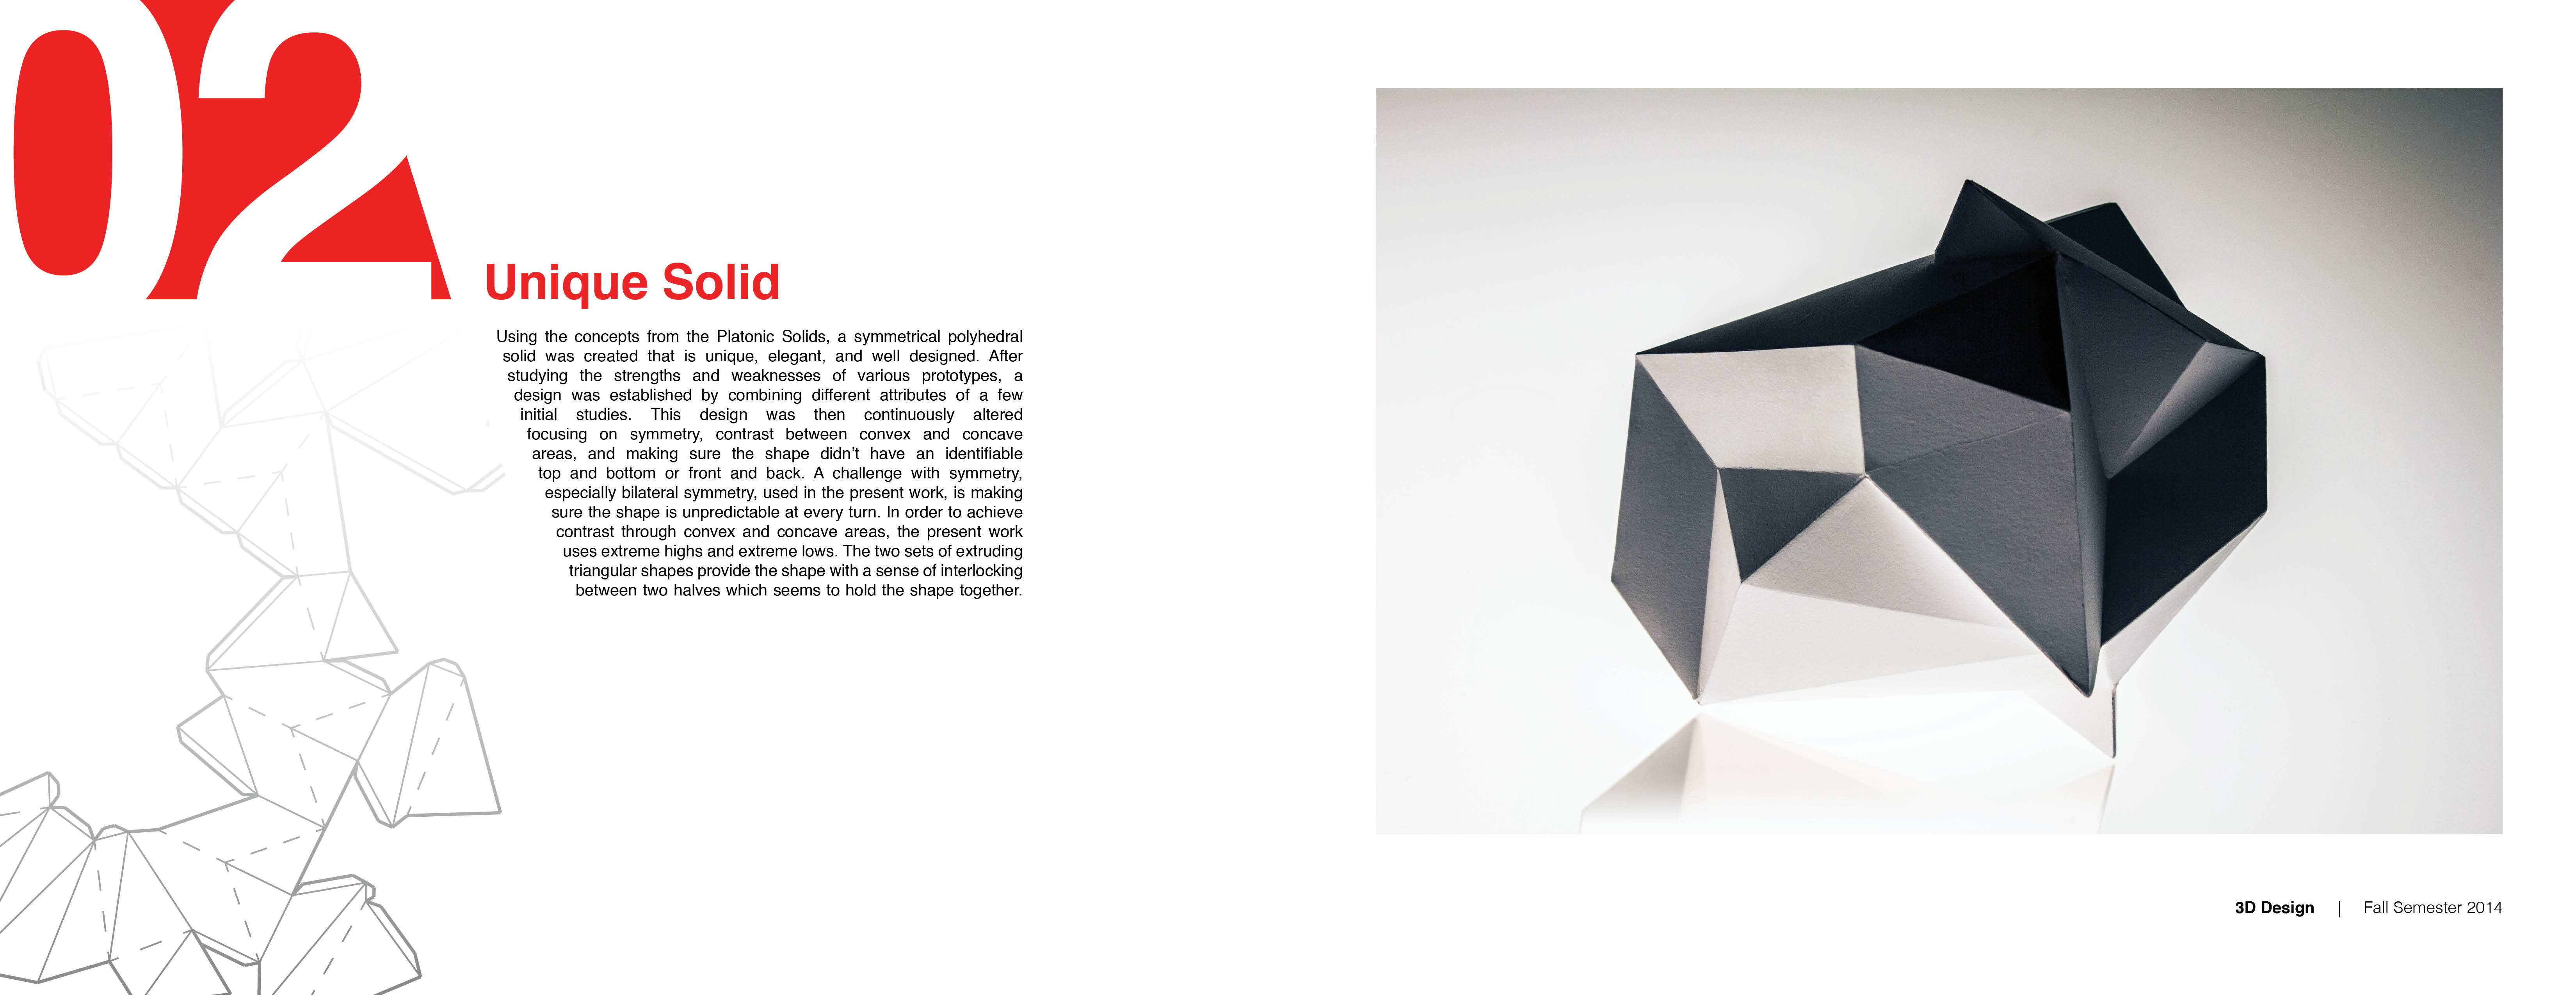 02
Unique Solid
Using the concepts from the Platonic Solids, a symmetrical polyhedral
solid was created that is unique, elegant, and well designed. After
studying the strengths and weaknesses of various prototypes, a
design was established by combining different attributes of a few
initial studies. This design was then continuously altered
focusing on symmetry, contrast between convex and concave
areas, and making sure the shape didn't have an identifiable
top and bottom or front and back. A challenge with symmetry,
especially bilateral symmetry, used in the present work, is making
sure the shape is unpredictable at every turn. In order to achieve
contrast through convex and concave areas, the present work
uses extreme highs and extreme lows. The two sets of extruding
triangular shapes provide the shape with a sense of interlocking
between two halves which seems to hold the shape together.
3D Design | Fall Semester 2014